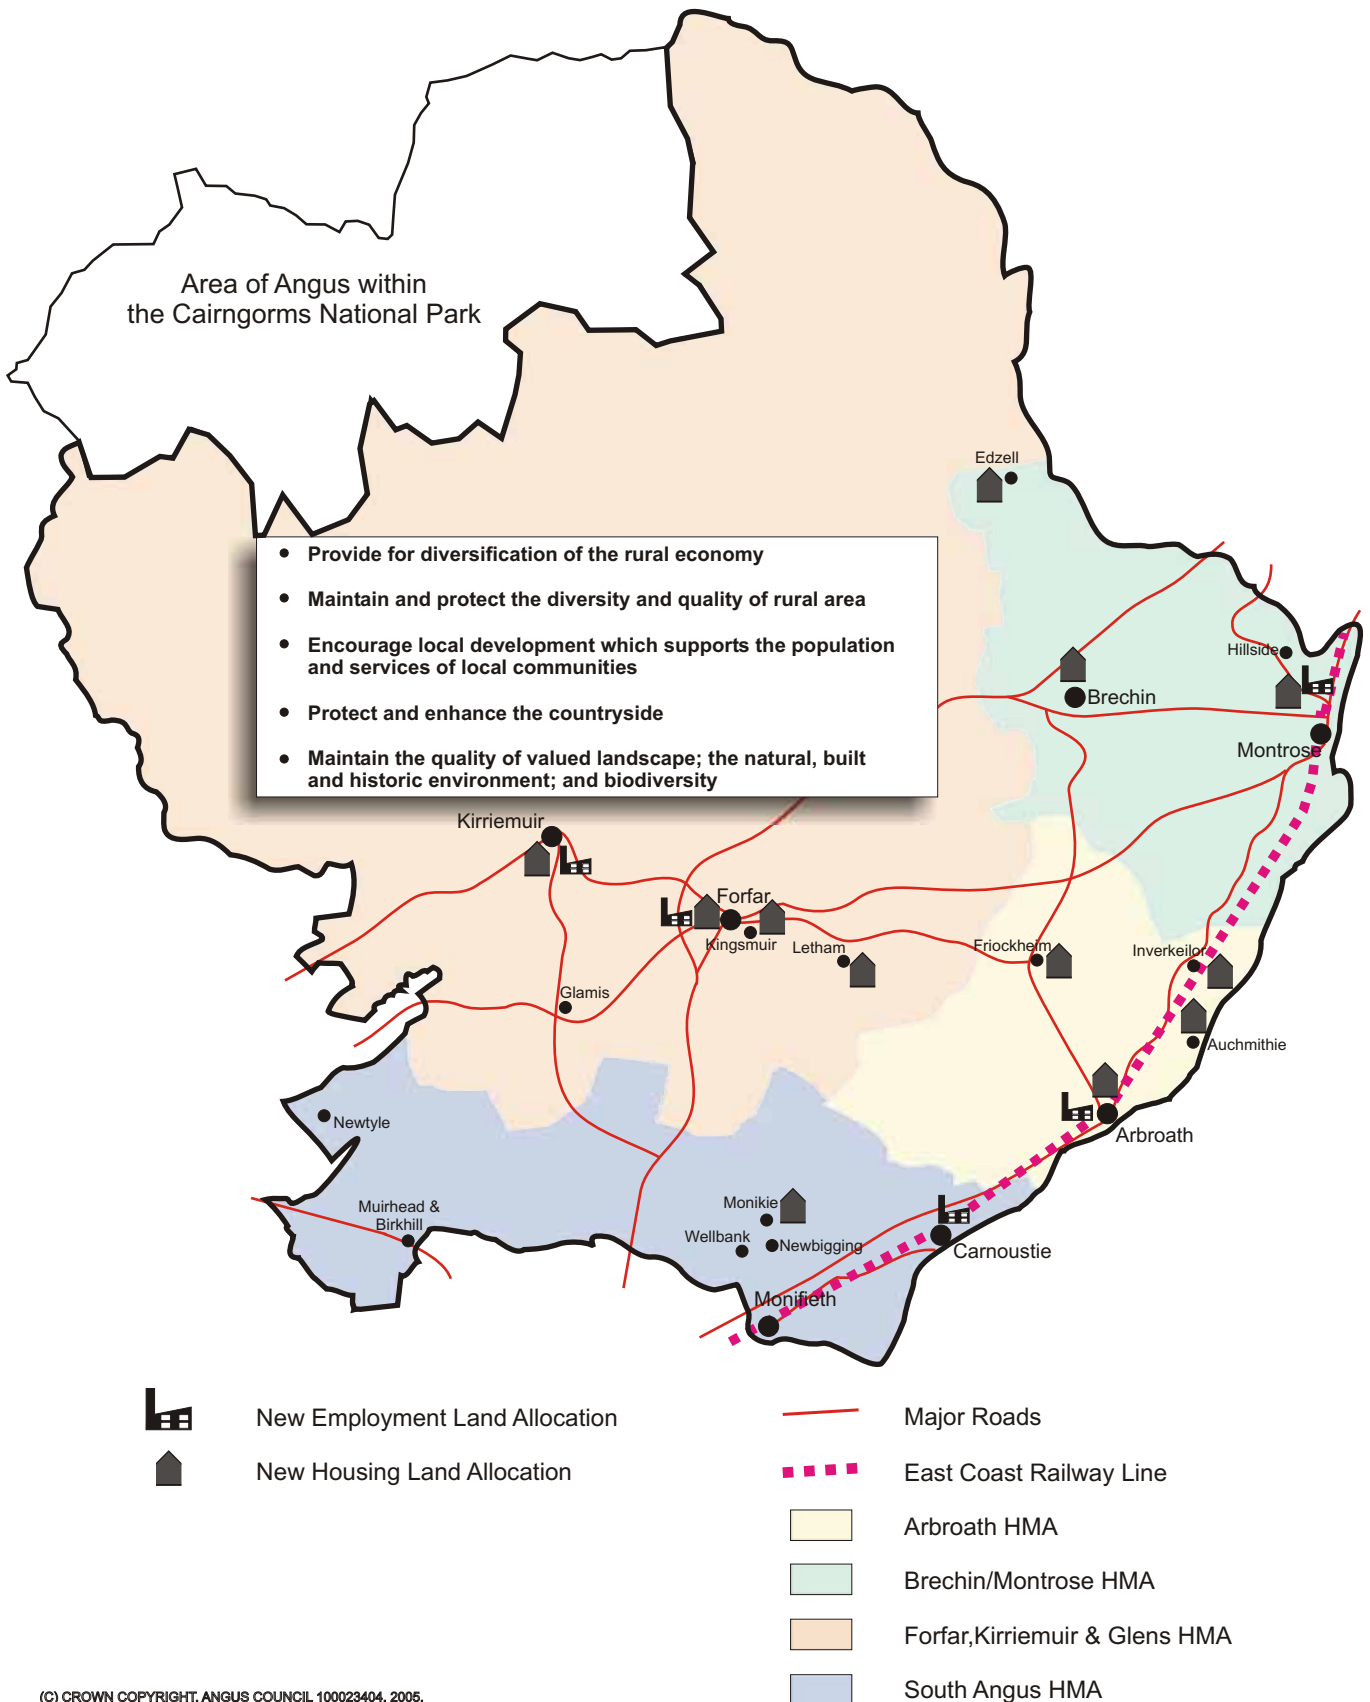 Area of Angus within
the Cairngorms National Park
Edzell
• Provide for diversification of the rural economy
• Maintain and protect the diversity and quality of rural area
• Encourage local development which supports the population
and services of local communities
• Protect and enhance the countryside
• Maintain the quality of valued landscape; the natural, built
and historic environment; and biodiversity
Hillside
Brechin
Montrose
Kirriemuir
Forfar
Kingsmuir
Letham
Friockheim
Inverkeilor
Glamis
Auchmithie
Newtyle
Arbroath
Muirhead &
Birkhill
Monikie
Wellbank
Newbigging
Carnoustie
Monifieth
New Employment Land Allocation
New Housing Land Allocation
Major Roads
East Coast Railway Line
Arbroath HMA
Brechin/Montrose HMA
Forfar,Kirriemuir & Glens HMA
South Angus HMA
(C) CROWN COPYRIGHT. ANGUS COUNCIL 100023404. 2005.